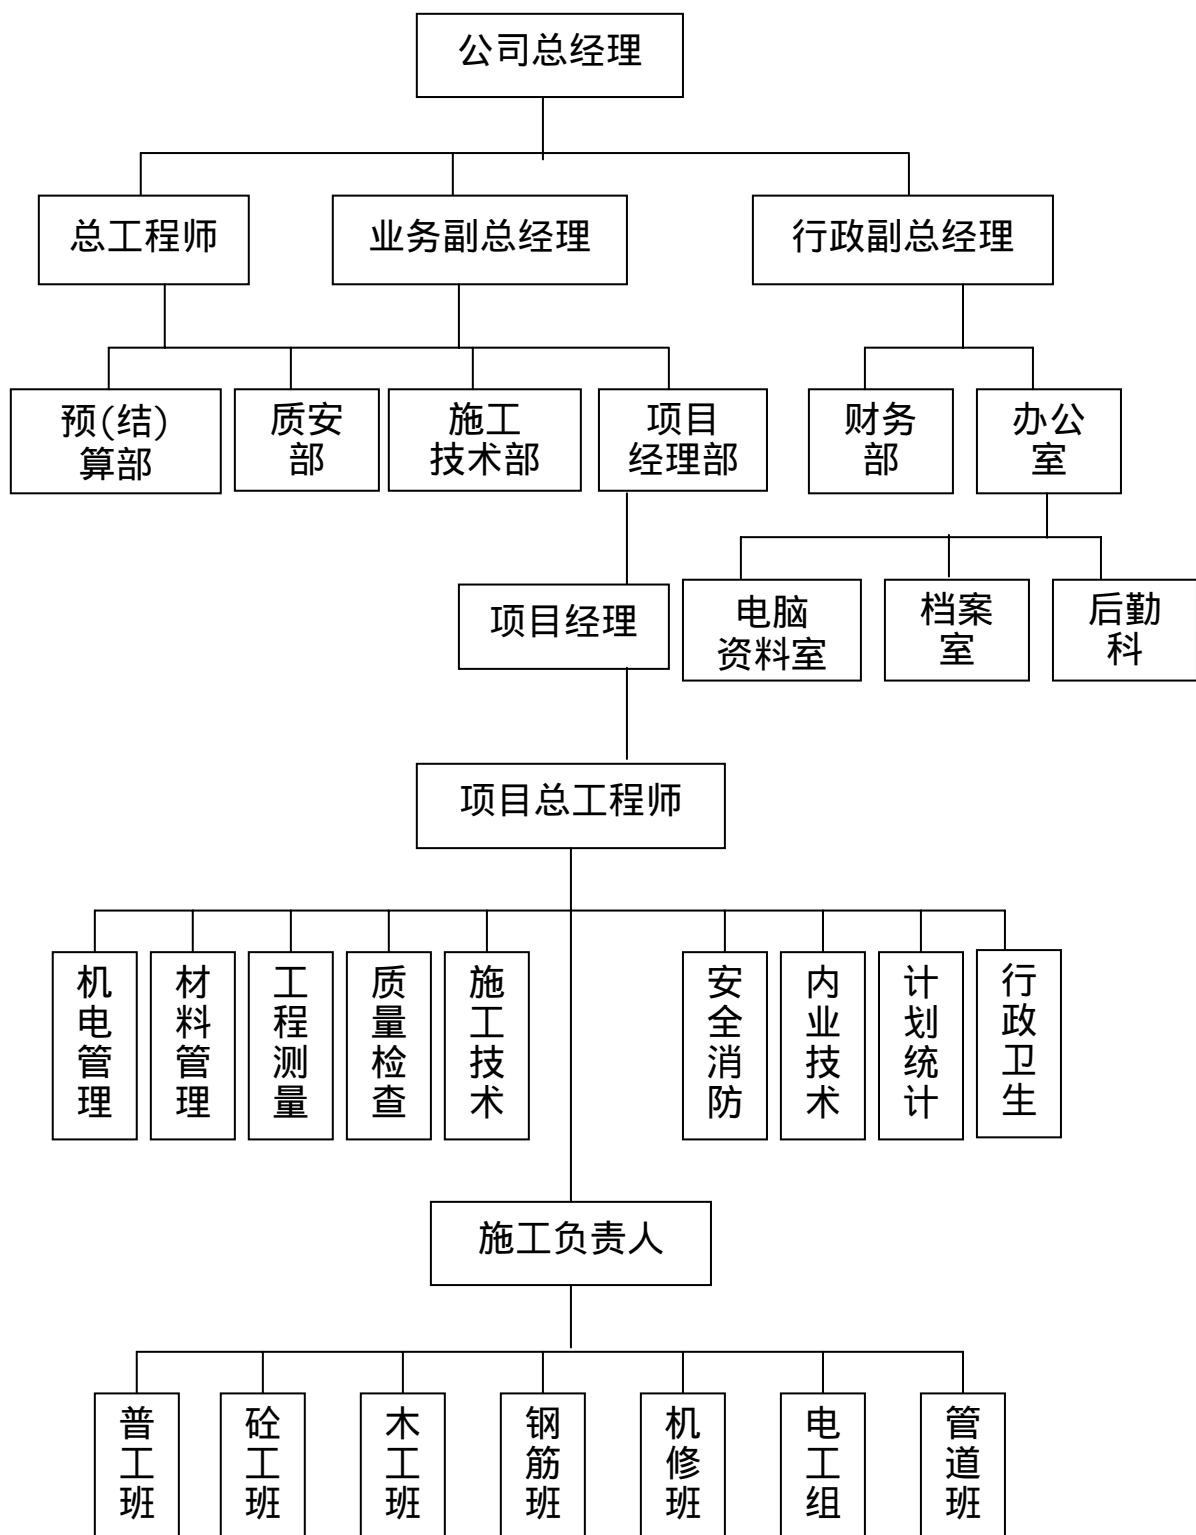 公司总经理
总工程师
业务副总经理
行政副总经理
预(结)
算部
质安
部
施工
技术部
项目
经理部
财务
部
办公
室
项目经理
电脑
资料室
档案
室
后勤
科
项目总工程师
机电管理
材料管理
工程测量
质量检查
施工技术
安全消防
内业技术
计划统计
行政卫生
施工负责人
普工班
砼工班
木工班
钢筋班
机修班
电工组
管道班